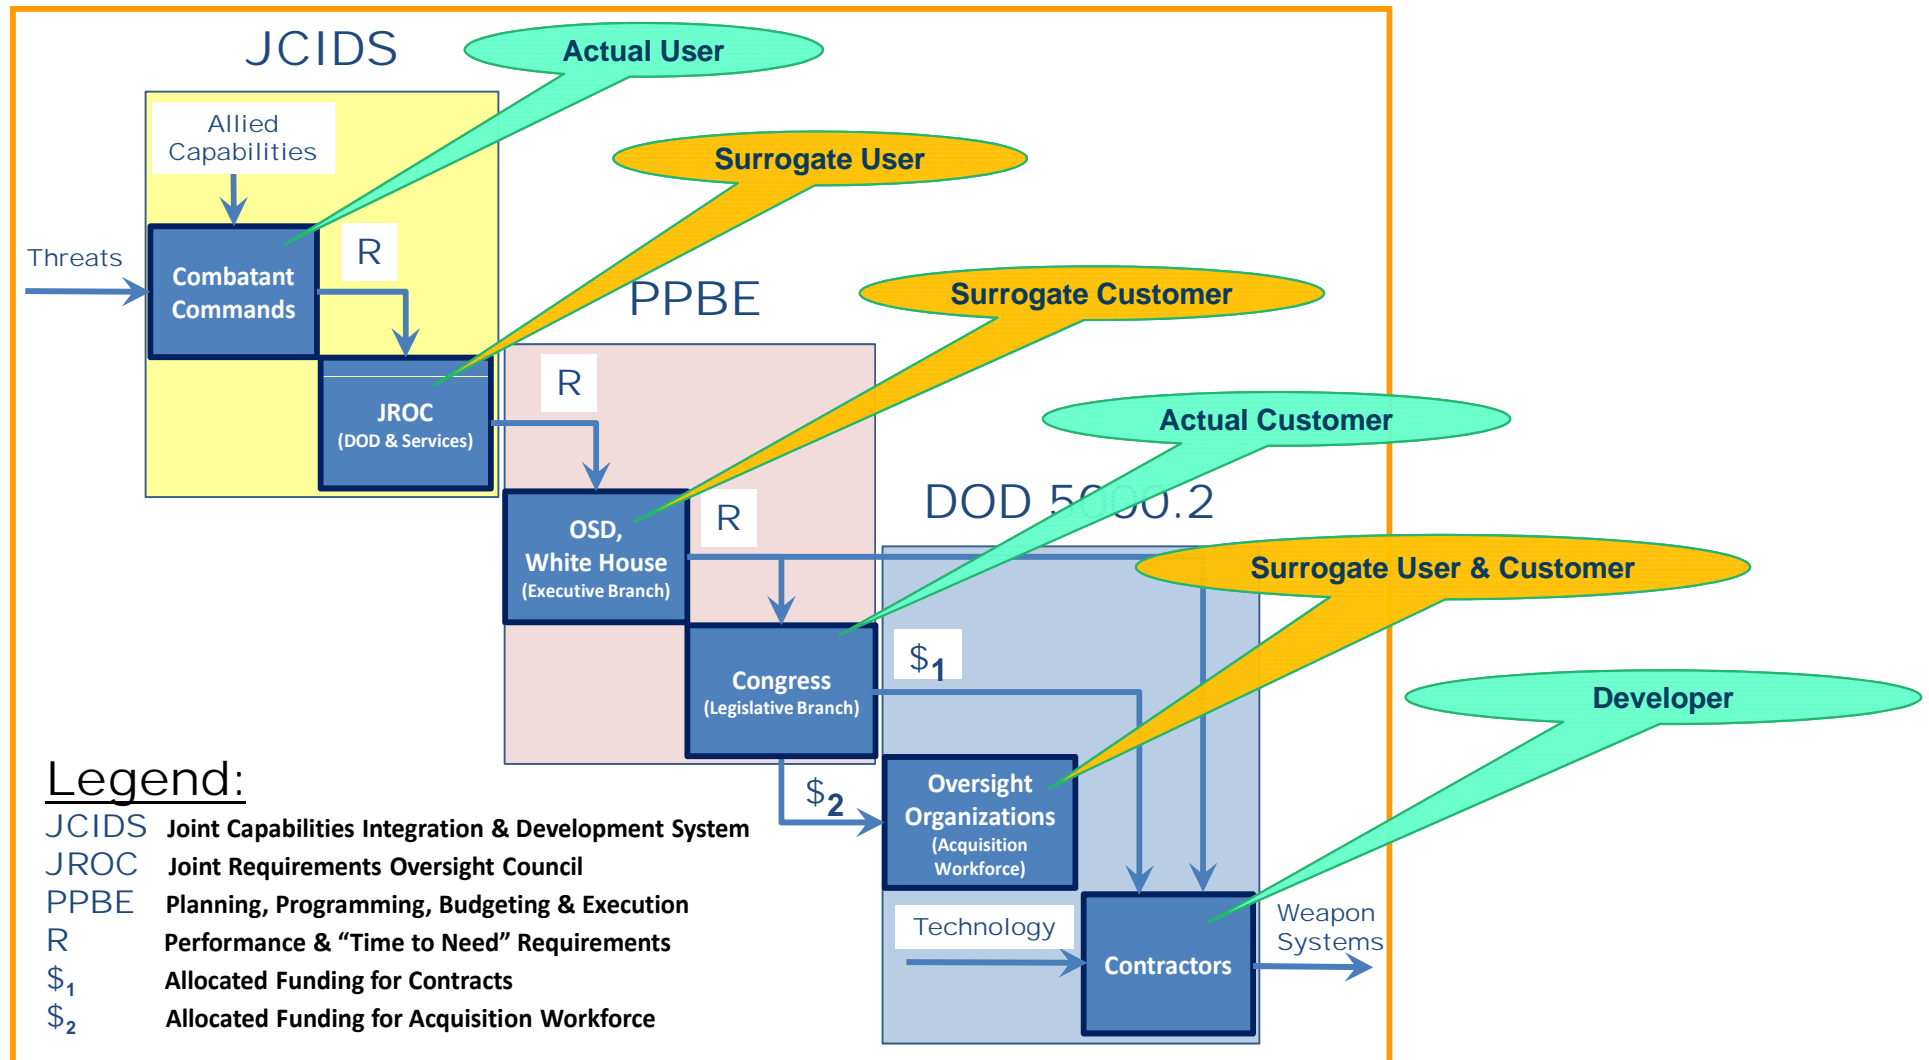 JCIDS
Actual User
Allied
Capabilities
Surrogate User
Threats
R
Combatant
Commands
PPBE
Surrogate Customer
R
JROC
(DOD & Services)
Actual Customer
DOD 5000.2
R
OSD,
White House
(Executive Branch)
Surrogate User & Customer
$1
Congress
(Legislative Branch)
Developer
$2
Oversight
Organizations
(Acquisition
Workforce)
Technology
Contractors
Weapon
Systems
Legend:
JCIDS Joint Capabilities Integration & Development System
JROC Joint Requirements Oversight Council
PPBE Planning, Programming, Budgeting & Execution
R Performance & “Time to Need” Requirements
$1 Allocated Funding for Contracts
$2 Allocated Funding for Acquisition Workforce